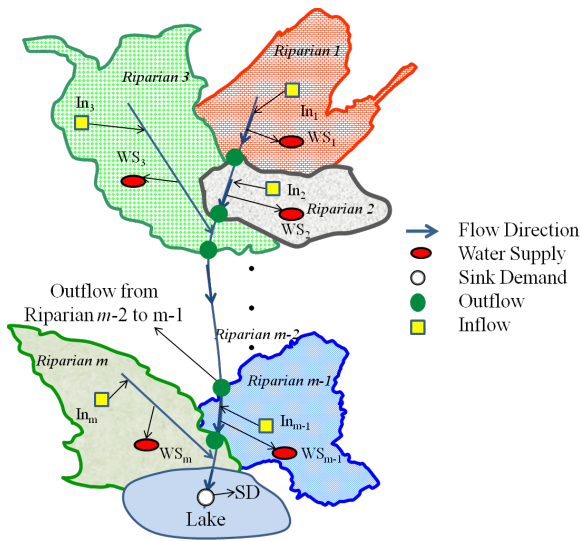 Riparian 1
Riparian 3
In3
In1
WS1
WS3
In2
Riparian 2
WS2
Flow Direction
Water Supply
Sink Demand
Outflow
Inflow
Outflow from
Riparian m-2 to m-1
Riparian m-2
Riparian m
Riparian m-1
Inm
Inm-1
WSm
WSm-1
SD
Lake